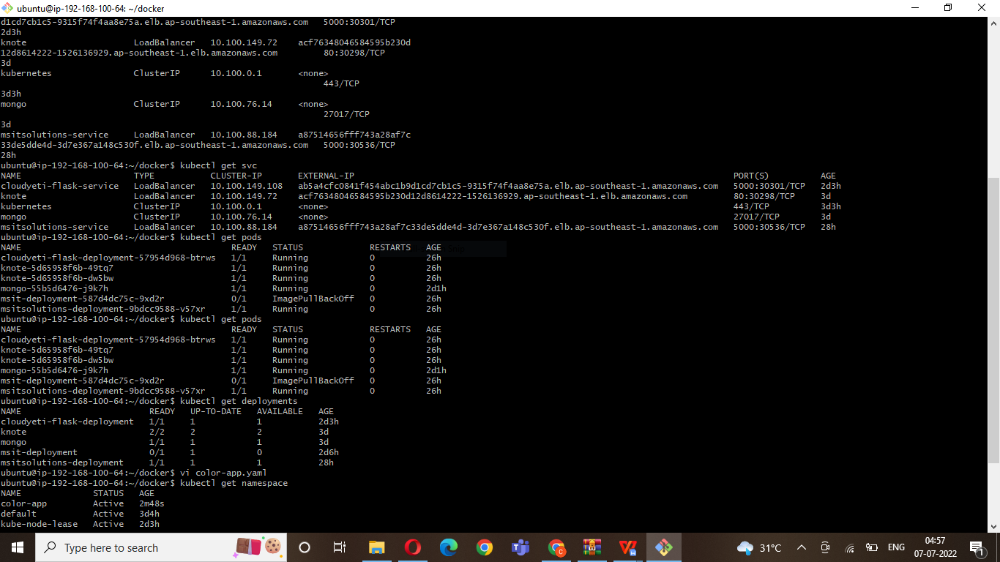 ubuntu@ip-192-168-100-64: ~/docker
d1cd7cb1c5-9315f74f4aa8e75a.elb.ap-southeast-1.amazonaws.com   5000:30301/TCP
2d3h
knote                     LoadBalancer   10.100.149.72    acf76348046584595b230d
12d8614222-1526136929.ap-southeast-1.elb.amazonaws.com         80:30298/TCP
3d
kubernetes                ClusterIP      10.100.0.1       <none>
                                                               443/TCP
3d3h
mongo                     ClusterIP      10.100.76.14     <none>
                                                               27017/TCP
3d
msitsolutions-service     LoadBalancer   10.100.88.184    a87514656fff743a28af7c
33de5dde4d-3d7e367a148c530f.elb.ap-southeast-1.amazonaws.com   5000:30536/TCP
28h
ubuntu@ip-192-168-100-64:~/docker$ kubectl get svc
NAME                      TYPE           CLUSTER-IP       EXTERNAL-IP                                                                          PORT(S)          AGE
cloudyeti-flask-service   LoadBalancer   10.100.149.108   ab5a4cfc0841f454abc1b9d1cd7cb1c5-9315f74f4aa8e75a.elb.ap-southeast-1.amazonaws.com   5000:30301/TCP   2d3h
knote                     LoadBalancer   10.100.149.72    acf76348046584595b230d12d8614222-1526136929.ap-southeast-1.elb.amazonaws.com         80:30298/TCP     3d
kubernetes                ClusterIP      10.100.0.1       <none>                                                                               443/TCP          3d3h
mongo                     ClusterIP      10.100.76.14     <none>                                                                               27017/TCP        3d
msitsolutions-service     LoadBalancer   10.100.88.184    a87514656fff743a28af7c33de5dde4d-3d7e367a148c530f.elb.ap-southeast-1.amazonaws.com   5000:30536/TCP   28h
ubuntu@ip-192-168-100-64:~/docker$ kubectl get pods
NAME                                         READY   STATUS             RESTARTS   AGE
cloudyeti-flask-deployment-57954d968-btrws   1/1     Running            0          26h
knote-5d65958f6b-49tq7                       1/1     Running            0          26h
knote-5d65958f6b-dw5bw                       1/1     Running            0          26h
mongo-55b5d6476-j9k7h                        1/1     Running            0          2d1h
msit-deployment-587d4dc75c-9xd2r             0/1     ImagePullBackOff   0          26h
msitsolutions-deployment-9bdcc9588-v57xr     1/1     Running            0          26h
ubuntu@ip-192-168-100-64:~/docker$ kubectl get pods
NAME                                         READY   STATUS             RESTARTS   AGE
cloudyeti-flask-deployment-57954d968-btrws   1/1     Running            0          26h
knote-5d65958f6b-49tq7                       1/1     Running            0          26h
knote-5d65958f6b-dw5bw                       1/1     Running            0          26h
mongo-55b5d6476-j9k7h                        1/1     Running            0          2d1h
msit-deployment-587d4dc75c-9xd2r             0/1     ImagePullBackOff   0          26h
msitsolutions-deployment-9bdcc9588-v57xr     1/1     Running            0          26h
ubuntu@ip-192-168-100-64:~/docker$ kubectl get deployments
NAME                         READY   UP-TO-DATE   AVAILABLE   AGE
cloudyeti-flask-deployment   1/1     1            1           2d3h
knote                        2/2     2            2           3d
mongo                        1/1     1            1           3d
msit-deployment              0/1     1            0           2d6h
msitsolutions-deployment     1/1     1            1           28h
ubuntu@ip-192-168-100-64:~/docker$ vi color-app.yaml
ubuntu@ip-192-168-100-64:~/docker$ kubectl get namespace
NAME              STATUS   AGE
color-app         Active   2m48s
default           Active   3d4h
kube-node-lease   Active   2d3h
Type here to search
31°C
ENG
04:57
07-07-2022
1